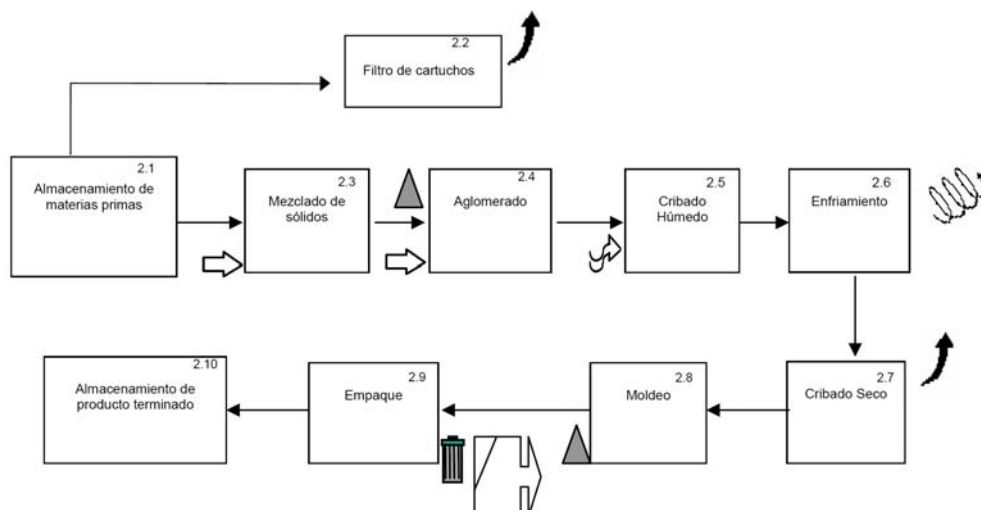 2.2
Filtro de cartuchos
2.1
Almacenamiento de
materias primas
2.3
Mezclado de
sólidos
2.4
Aglomerado
2.5
Cribado
Húmedo
2.6
Enfriamiento
2.10
Almacenamiento de
producto terminado
2.9
Empaque
2.8
Moldeo
2.7
Cribado Seco